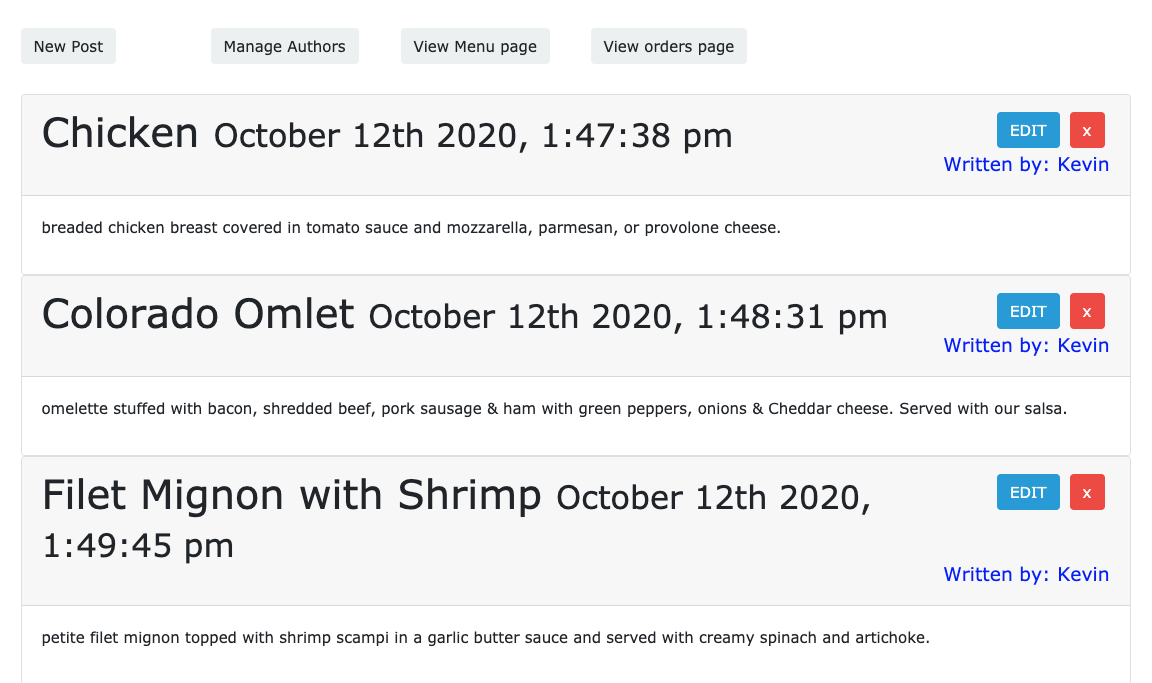 New Post Manage Authors View Menu page View orders page
Chicken October 12th 2020, 1:47:38 pm EDIT x
Written by: Kevin
breaded chicken breast covered in tomato sauce and mozzarella, parmesan, or provolone cheese.
Colorado Omlet October 12th 2020, 1:48:31 pm EDIT x
Written by: Kevin
omelette stuffed with bacon, shredded beef, pork sausage & ham with green peppers, onions & Cheddar cheese. Served with our salsa.
Filet Mignon with Shrimp October 12th 2020, EDIT x
1:49:45 pm
Written by: Kevin
petite filet mignon topped with shrimp scampi in a garlic butter sauce and served with creamy spinach and artichoke.